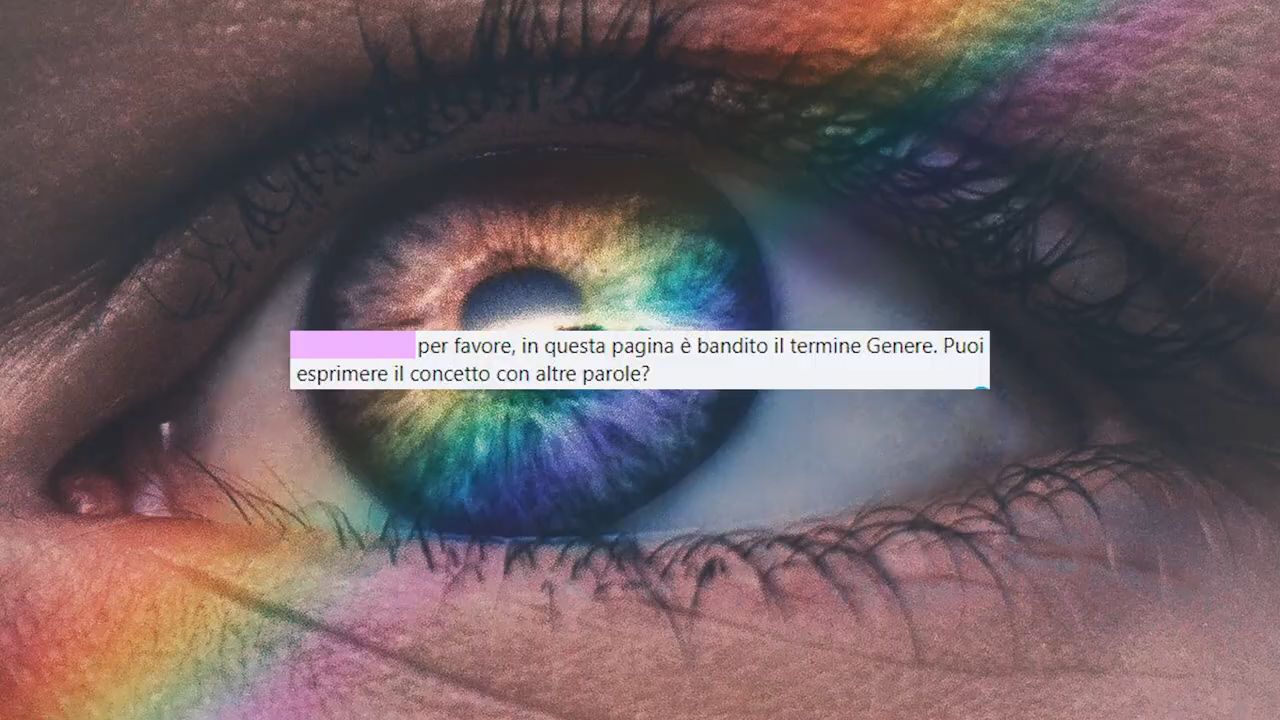 per favore, in questa pagina è bandito il termine Genere. Puoi
esprimere il concetto con altre parole?